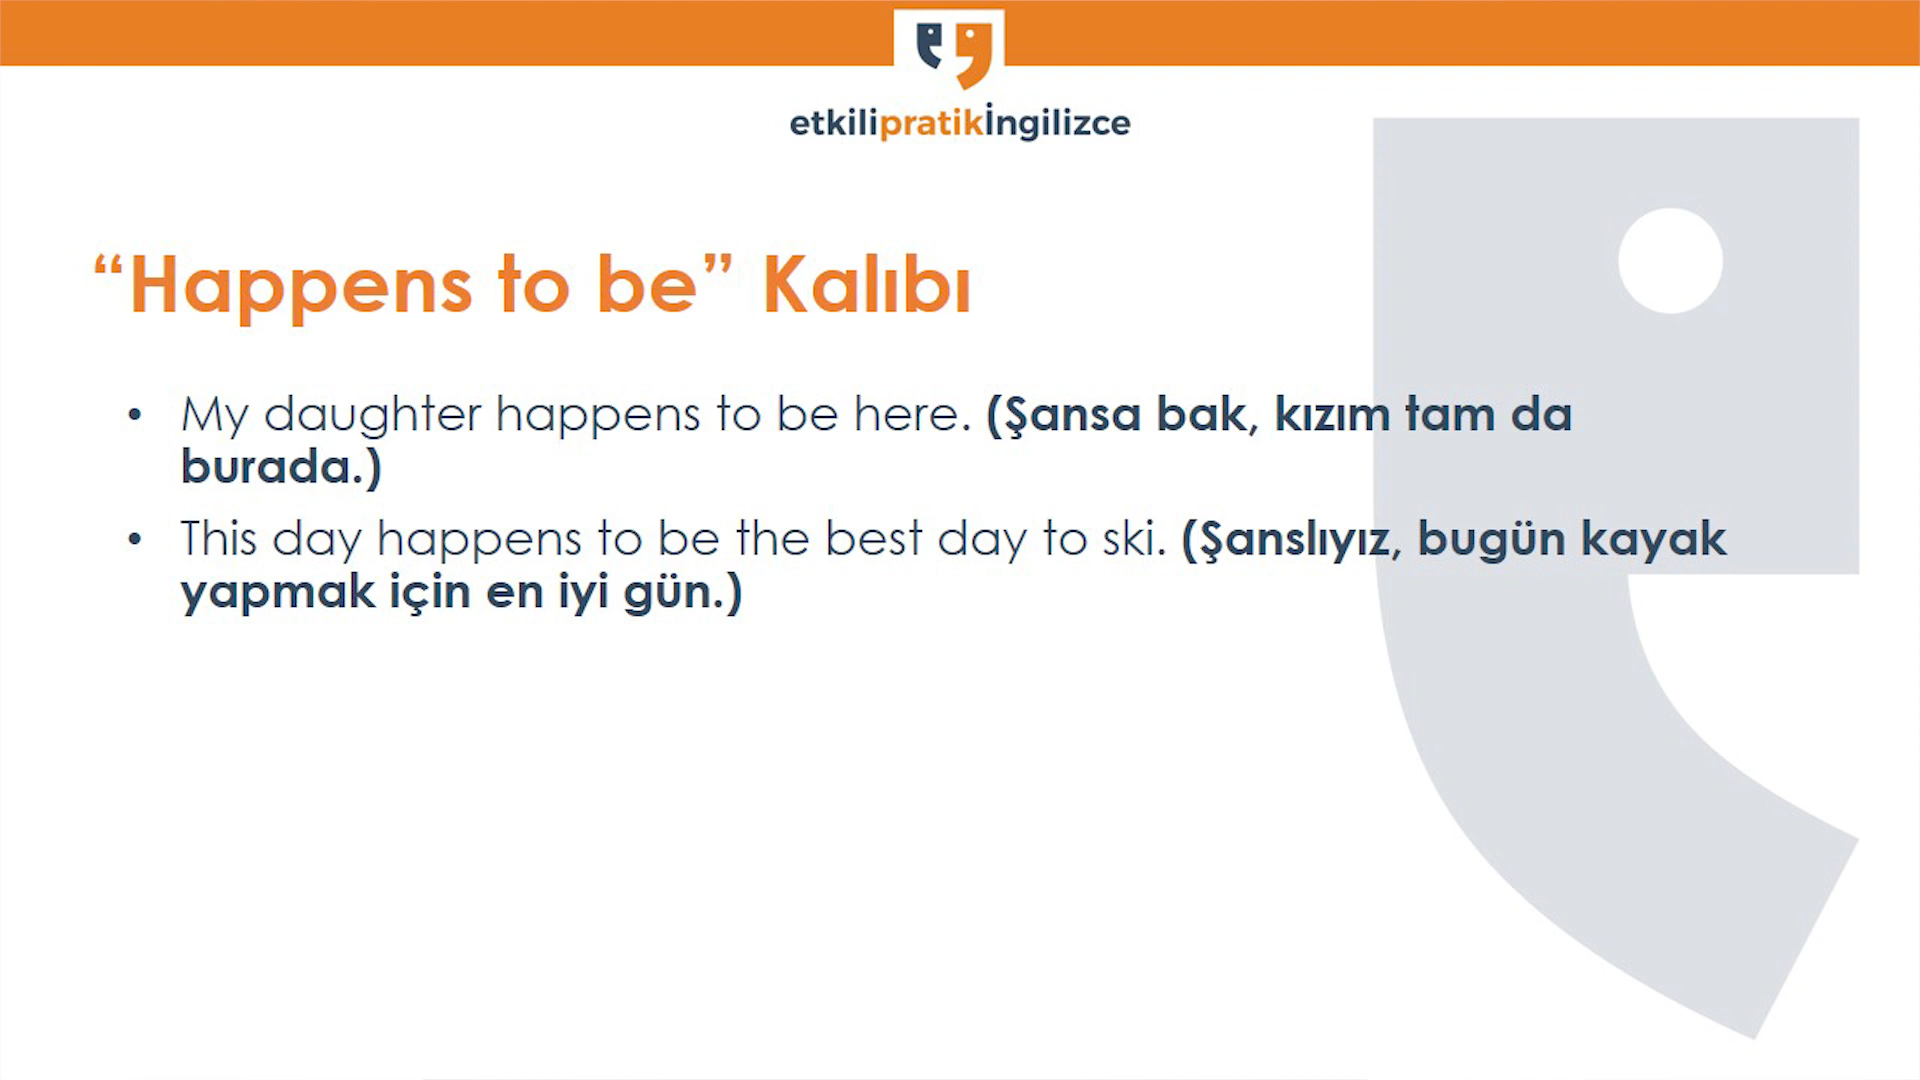 etkilipratikİngilizce
“Happens to be” Kalıbı
• My daughter happens to be here. (Şansa bak, kızım tam da
burada.)
• This day happens to be the best day to ski. (Şanslıyız, bugün kayak
yapmak için en iyi gün.)